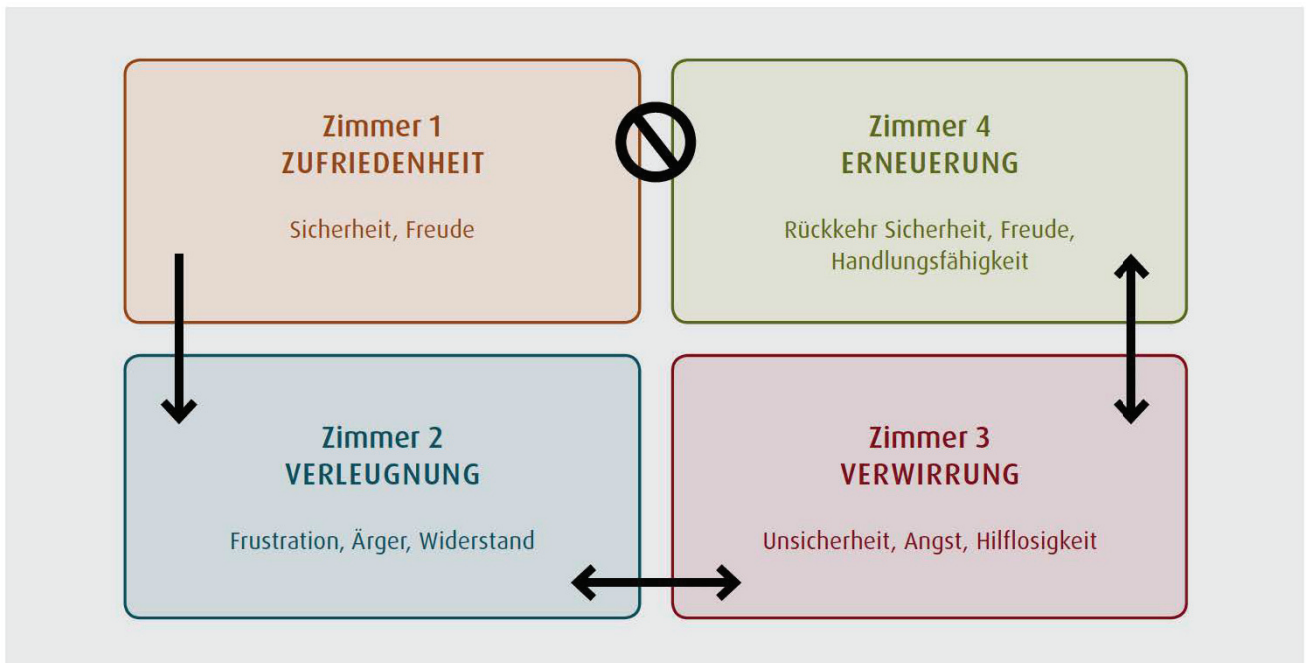 Zimmer 1
ZUFRIEDENHEIT
Sicherheit, Freude
Zimmer 4
ERNEUERUNG
Rückkehr Sicherheit, Freude,
Handlungsfähigkeit
Zimmer 2
VERLEUGNUNG
Frustration, Ärger, Widerstand
Zimmer 3
VERWIRRUNG
Unsicherheit, Angst, Hilflosigkeit